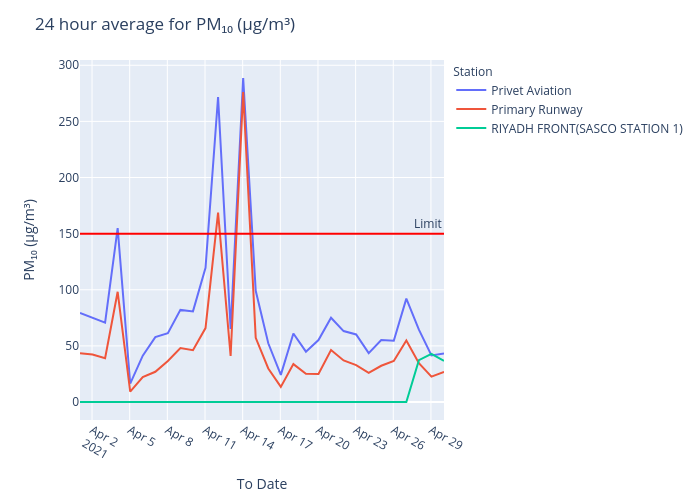 24 hour average for PM₁₀ (µg/m³)
Station
Privet Aviation
Primary Runway
RIYADH FRONT(SASCO STATION 1)
Limit
PM₁₀ (µg/m³)
300
250
200
150
100
50
0
Apr 2
2021
Apr 5
Apr 8
Apr 11
Apr 14
Apr 17
Apr 20
Apr 23
Apr 26
Apr 29
To Date